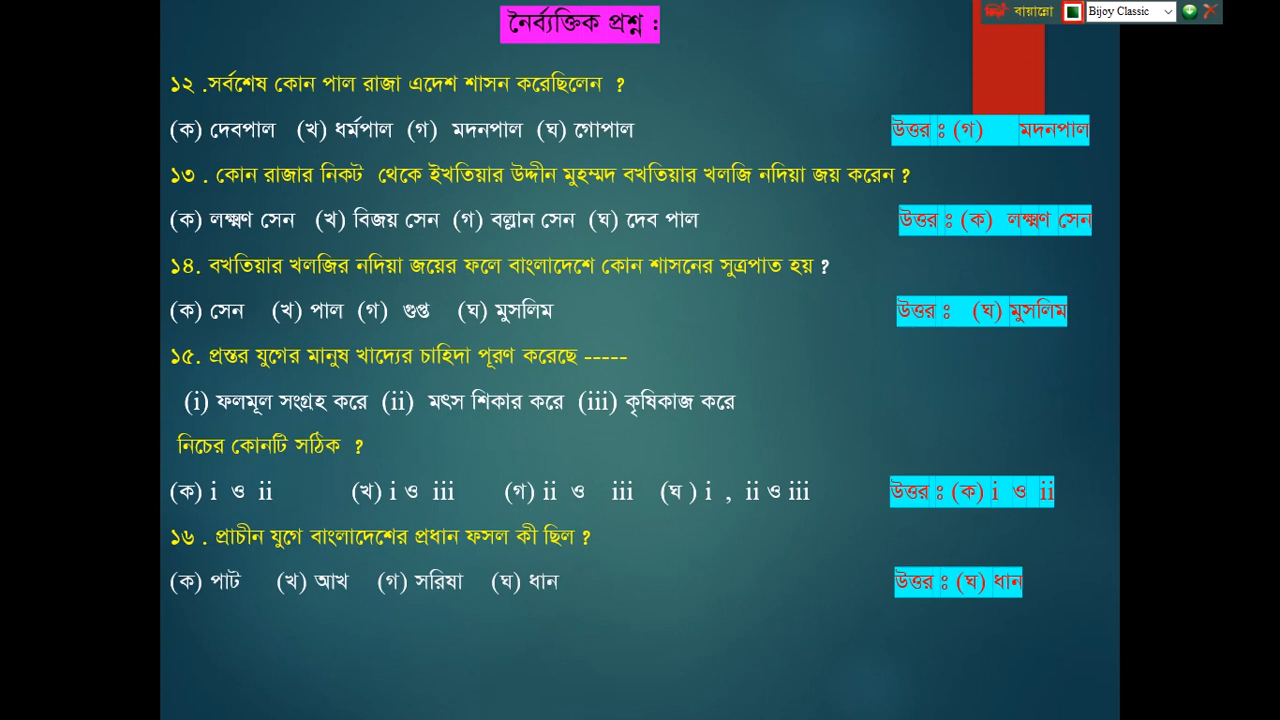 নৈর্ব্যক্তিক প্রশ্ন :
বায়ান্নো Bijoy Classic
১২ .সর্বশেষ কোন পাল রাজা এদেশ শাসন করেছিলেন ?
(ক) দেবপাল (খ) ধর্মপাল (গ) মদনপাল (ঘ) গোপাল উত্তর ঃ (গ) মদনপাল
১৩ . কোন রাজার নিকট থেকে ইখতিয়ার উদ্দীন মুহম্মদ বখতিয়ার খলজি নদিয়া জয় করেন ?
(ক) লক্ষ্মণ সেন (খ) বিজয় সেন (গ) বল্লান সেন (ঘ) দেব পাল উত্তর ঃ (ক) লক্ষ্মণ সেন
১৪. বখতিয়ার খলজির নদিয়া জয়ের ফলে বাংলাদেশে কোন শাসনের সুত্রপাত হয় ?
(ক) সেন (খ) পাল (গ) গুপ্ত (ঘ) মুসলিম উত্তর ঃ (ঘ) মুসলিম
১৫. প্রস্তর যুগের মানুষ খাদ্যের চাহিদা পূরণ করেছে -----
(i) ফলমূল সংগ্রহ করে (ii) মৎস শিকার করে (iii) কৃষিকাজ করে
নিচের কোনটি সঠিক ?
(ক) i ও ii (খ) i ও iii (গ) ii ও iii (ঘ ) i , ii ও iii উত্তর ঃ (ক) i ও ii
১৬ . প্রাচীন যুগে বাংলাদেশের প্রধান ফসল কী ছিল ?
(ক) পাট (খ) আখ (গ) সরিষা (ঘ) ধান উত্তর ঃ (ঘ) ধান